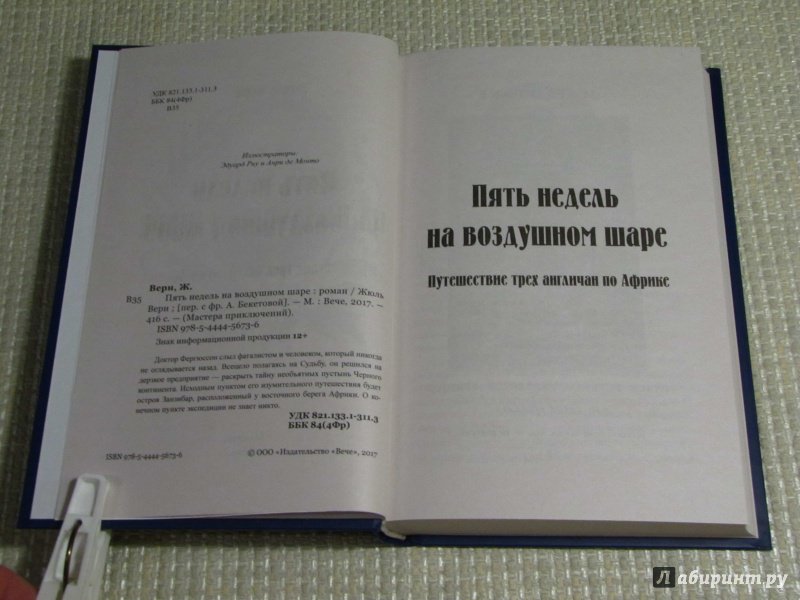 УДК 821.133.1-311.3
ББК 84(4Фр)
В35
Иллюстраторы:
Эдуард Риу и Анри де Монто
Верн, Ж.
В35 Пять недель на воздушном шаре : роман / Жюль
Верн ; [пер. с фр. А. Бекетовой]. — М. : Вече, 2017. —
416 с. — (Мастера приключений).
ISBN 978-5-4444-5673-6
Знак информационной продукции 12+
Доктор Фергюссон слыл фаталистом и человеком, который никогда
не оглядывается назад. Всецело полагаясь на Судьбу, он решился на
дерзкое предприятие — раскрыть тайну необъятных пустынь Черного
континента. Исходным пунктом его изумительного путешествия будет
остров Занзибар, расположенный у восточного берега Африки. О ко-
нечном пункте экспедиции не знает никто.
УДК 821.133.1-311.3
ББК 84(4Фр)
ISBN 978-5-4444-5673-6
© ООО «Издательство «Вече», 2017
Пять недель
на воздушном шаре
Путешествие трех англичан по Африке
Лабиринт.ру